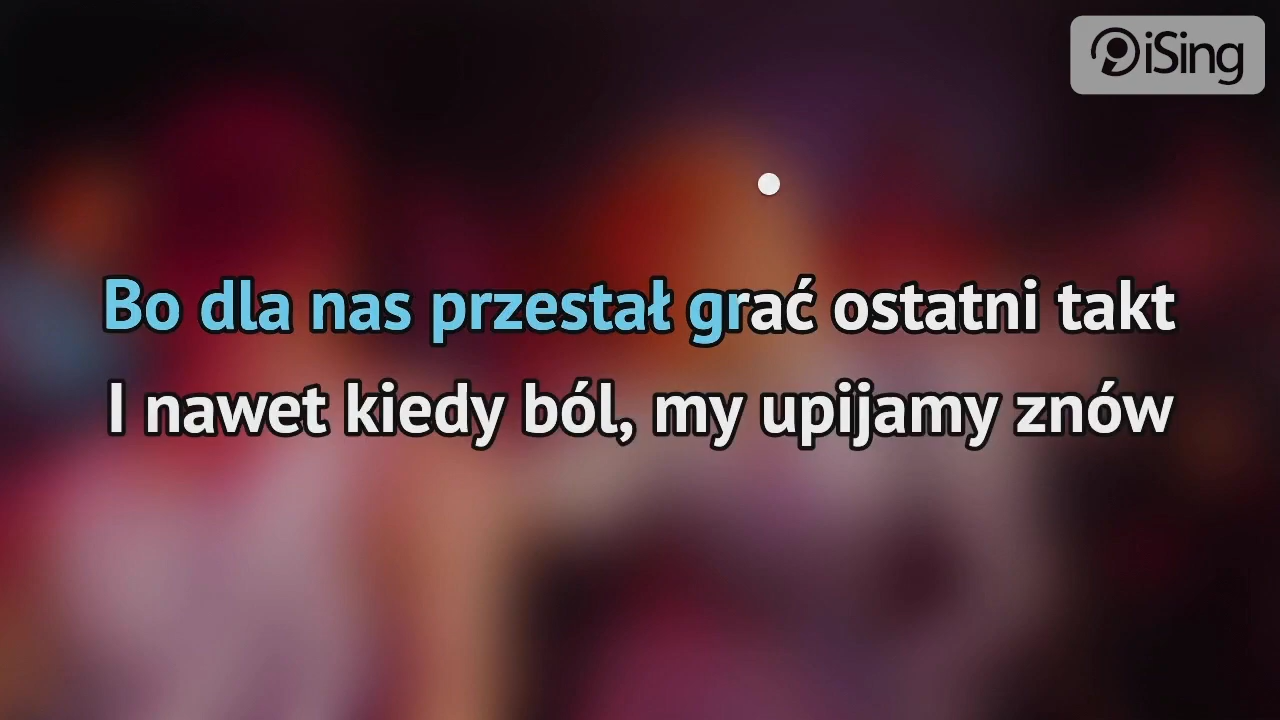 iSing
Bo dla nas przestał grać ostatni takt
I nawet kiedy ból, my upijamy znów